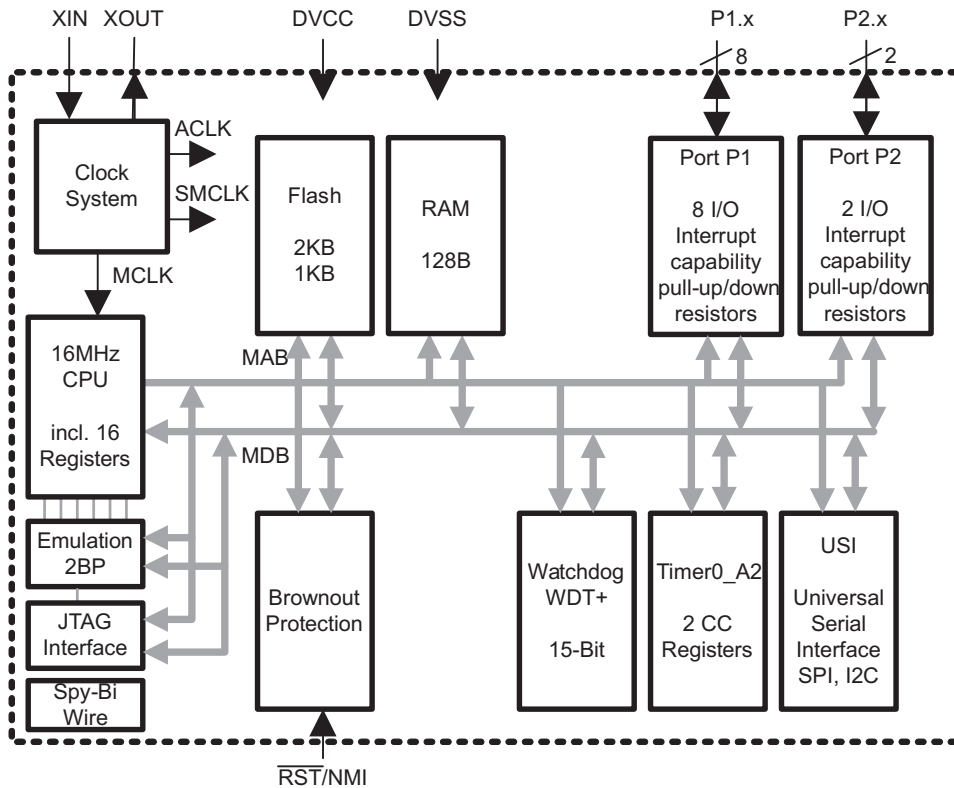 XIN XOUT DVCC DVSS P1.x P2.x
8 2
ACLK
SMCLK
MCLK
Clock
System
Flash
2KB
1KB
RAM
128B
Port P1
8 I/O
Interrupt
capability
pull-up/down
resistors
Port P2
2 I/O
Interrupt
capability
pull-up/down
resistors
16MHz
CPU
incl. 16
Registers
MAB
MDB
Emulation
2BP
JTAG
Interface
Spy-Bi
Wire
Brownout
Protection
Watchdog
WDT+
15-Bit
Timer0_A2
2 CC
Registers
USI
Universal
Serial
Interface
SPI, I2C
RST/NMI